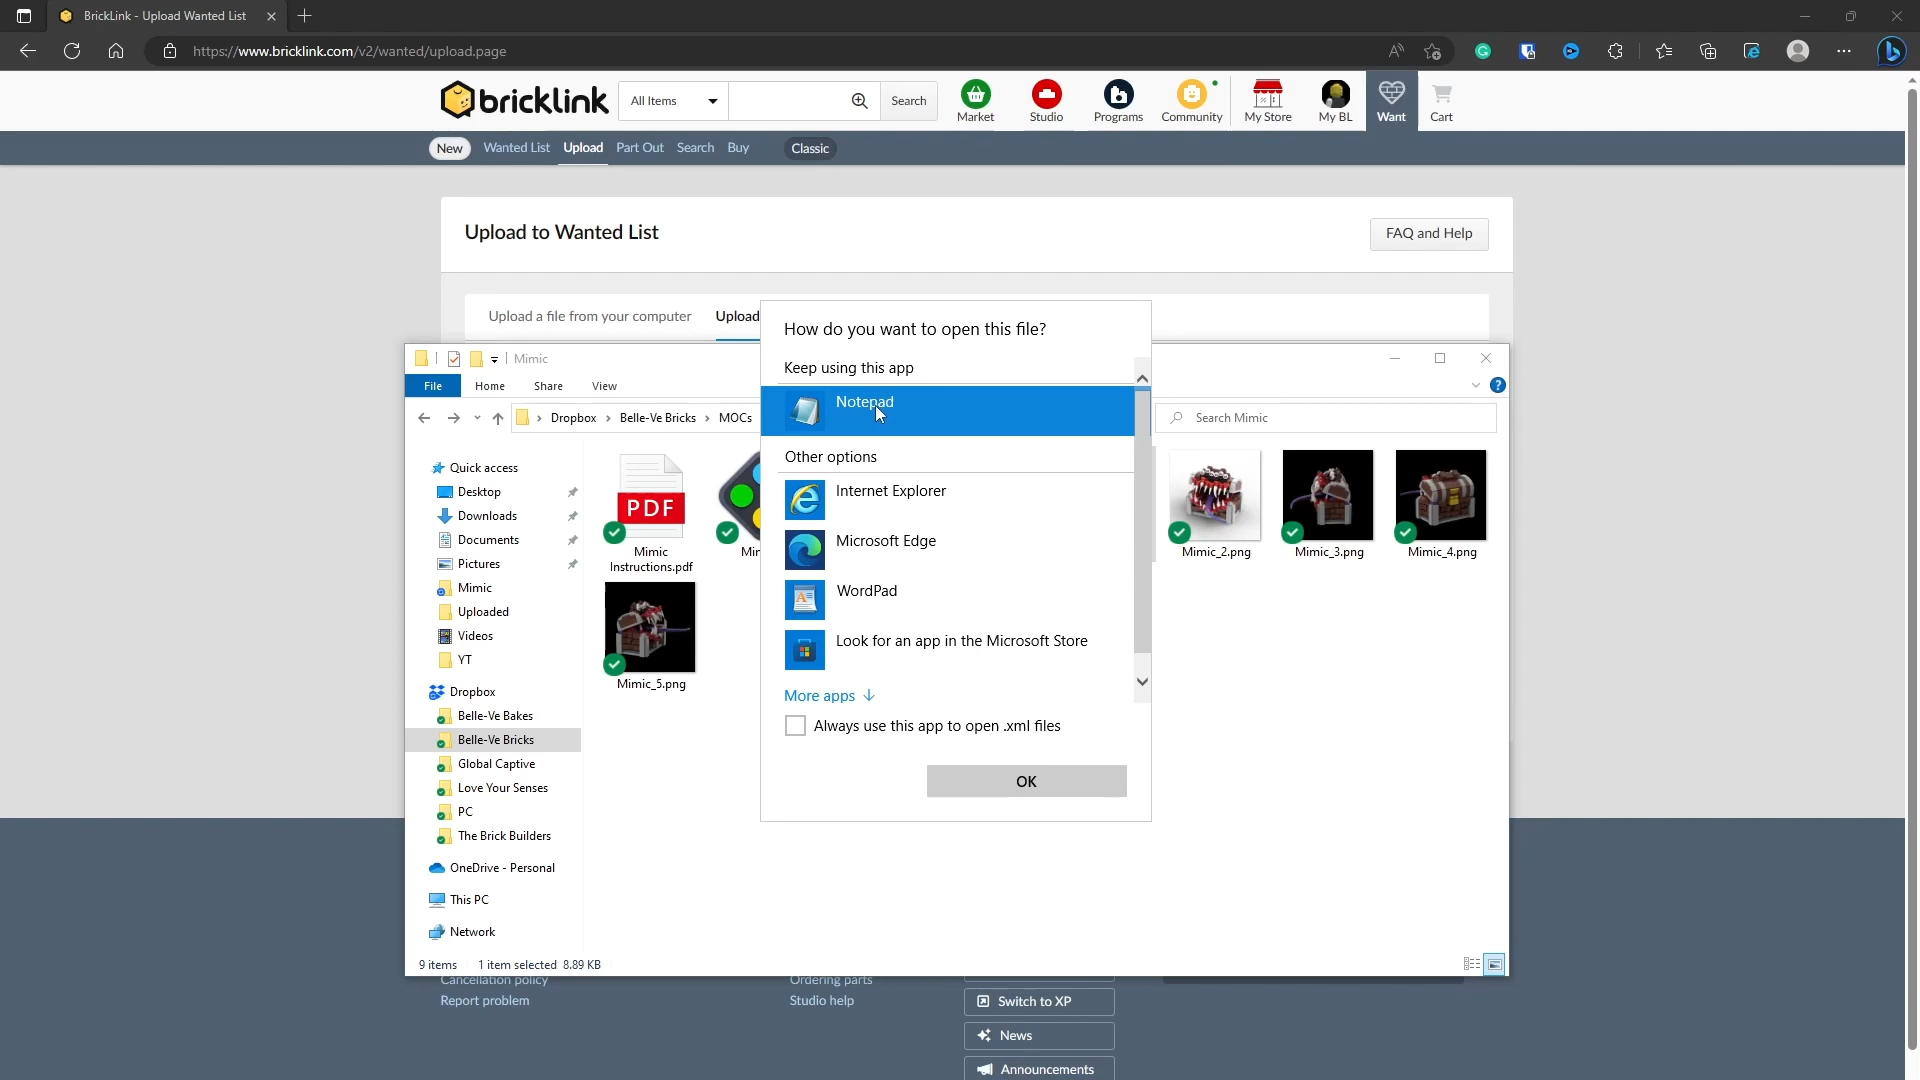 BrickLink - Upload Wanted List
https://www.bricklink.com/v2/wanted/upload.page
bricklink
All Items
Search
Market
Studio
Programs
Community
My Store
My BL
Want
Cart
New
Wanted List
Upload
Part Out
Search
Buy
Classic
Upload to Wanted List
FAQ and Help
Upload a file from your computer
Upload
How do you want to open this file?
Keep using this app
Notepad
Other options
Internet Explorer
Microsoft Edge
WordPad
Look for an app in the Microsoft Store
More apps
Always use this app to open .xml files
OK
Mimic
File
Home
Share
View
Dropbox
Belle-Ve Bricks
MOCs
Search Mimic
Quick access
Desktop
Downloads
Documents
Pictures
Mimic
Uploaded
Videos
YT
Dropbox
Belle-Ve Bakes
Belle-Ve Bricks
Global Captive
Love Your Senses
PC
The Brick Builders
OneDrive - Personal
This PC
Network
PDF
Mimic
Instructions.pdf
Mimic_2.png
Mimic_3.png
Mimic_4.png
Mimic_5.png
9 items
1 item selected 8.89 KB
Cancellation policy
Ordering parts
Report problem
Studio help
Switch to XP
News
Announcements